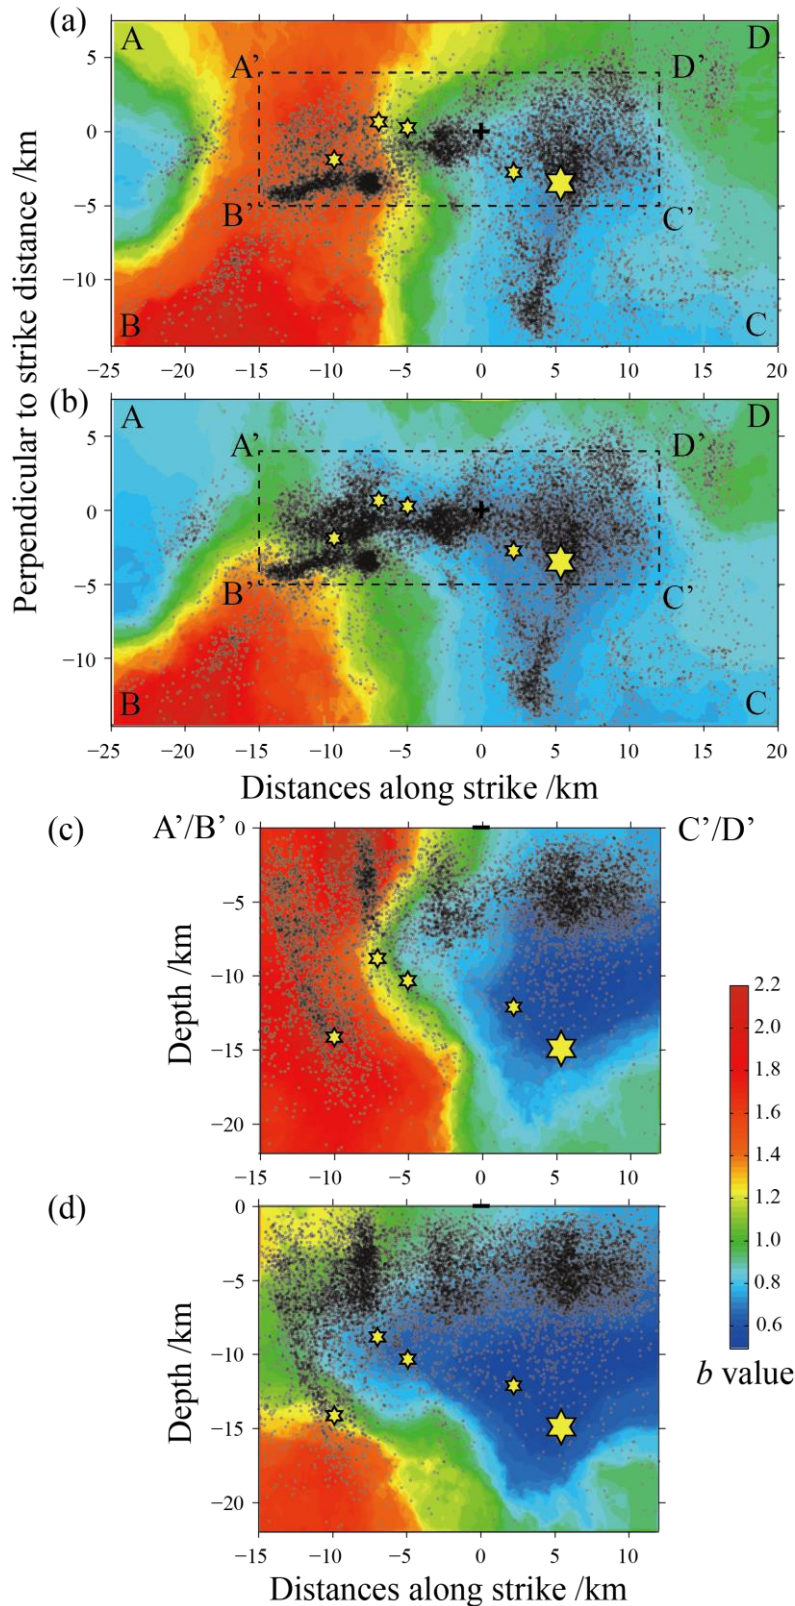 (a)
A
D
A'
D'
B'
C'
B
C
5
0
−5
−10
−25
−20
−15
−10
−5
0
5
10
15
20
(b)
A
D
A'
D'
B'
C'
B
C
5
0
−5
−10
−25
−20
−15
−10
−5
0
5
10
15
20
Perpendicular to strike distance /km
Distances along strike /km
(c)
A'/B'
C'/D'
0
−5
−10
−15
−20
Depth /km
−15
−10
−5
0
5
10
(d)
0
−5
−10
−15
−20
Depth /km
−15
−10
−5
0
5
10
Distances along strike /km
2.2
2.0
1.8
1.6
1.4
1.2
1.0
0.8
0.6
b value